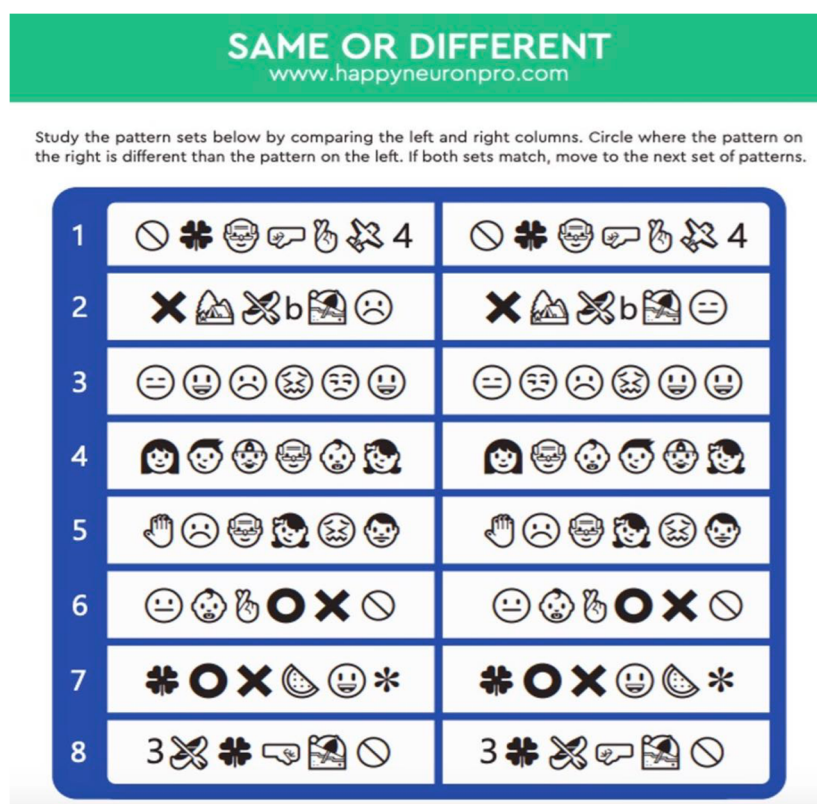 SAME OR DIFFERENT
www.happyneuronpro.com
Study the pattern sets below by comparing the left and right columns. Circle where the pattern on
the right is different than the pattern on the left. If both sets match, move to the next set of patterns.
1 4 4
2 b b
3
4
5
6
7 * *
8 3 3